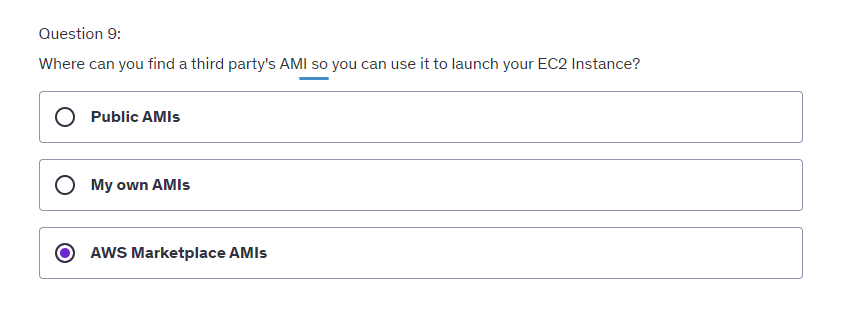 Question 9:
Where can you find a third party's AMI so you can use it to launch your EC2 Instance?
Public AMIs
My own AMIs
AWS Marketplace AMIs